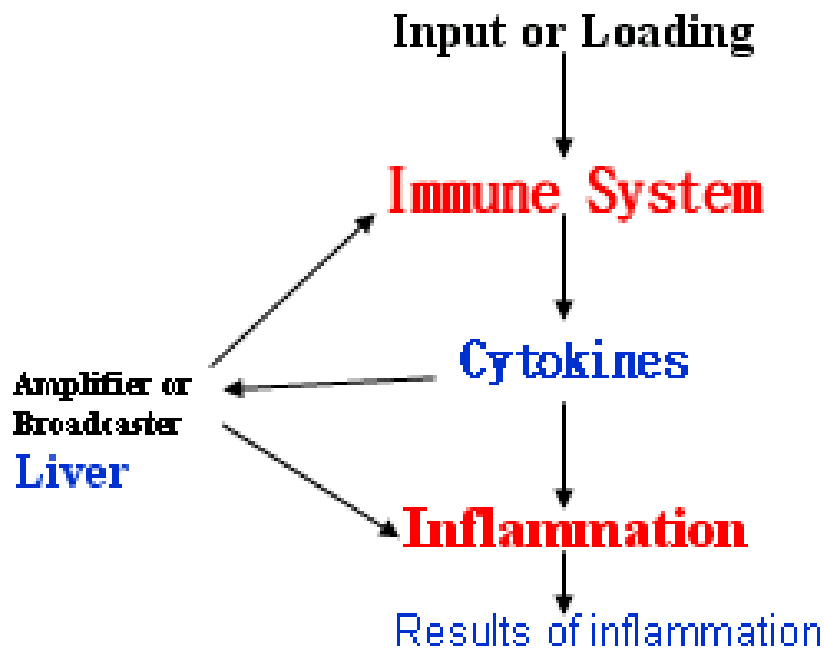 Input or Loading
Immune System
Cytokines
Amplifier or
Broadcaster
Liver
Inflammation
Results of inflammation